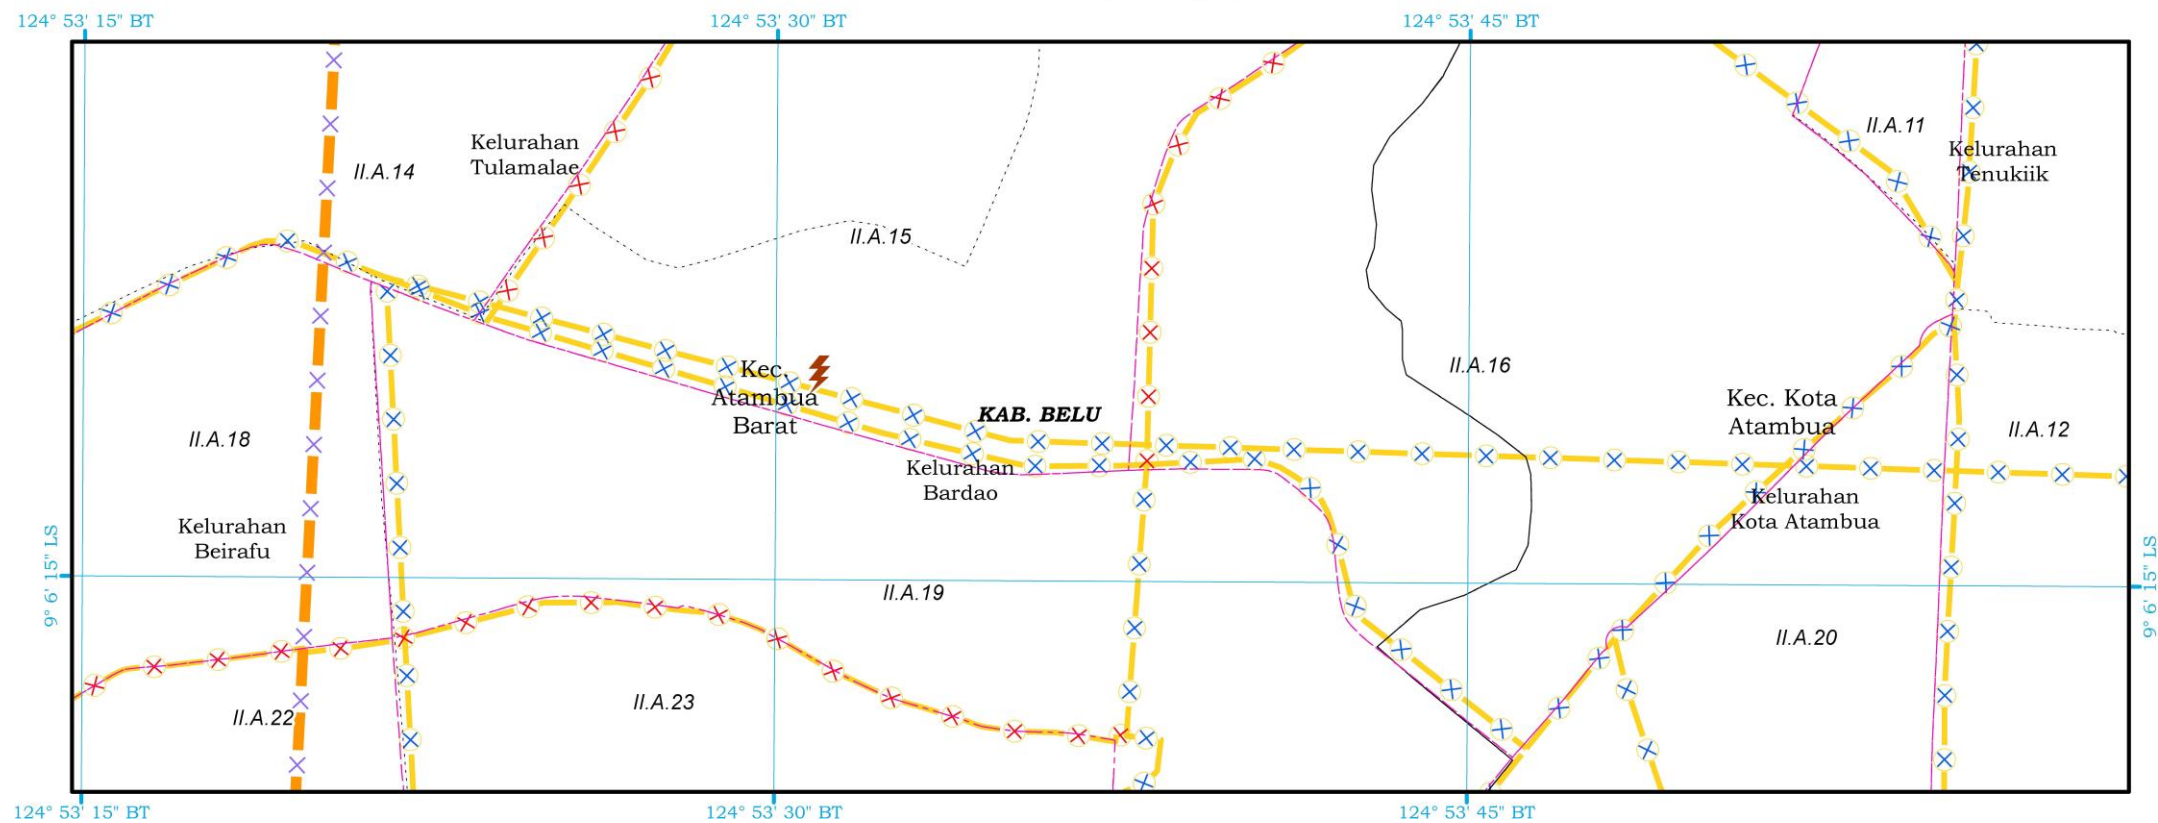 124° 53' 15" BT
124° 53' 30" BT
124° 53' 45" BT
II.A.11
Kelurahan
Tulamalae
Kelurahan
Tenukiik
II.A.14
II.A.15
II.A.16
Kec.
Atambua
Barat
KAB. BELU
Kec. Kota
Atambua
II.A.12
II.A.18
Kelurahan
Bardao
Kelurahan
Kota Atambua
Kelurahan
Beirafu
9° 6' 15" LS
9° 6' 15" LS
II.A.19
II.A.20
II.A.23
II.A.22
124° 53' 15" BT
124° 53' 30" BT
124° 53' 45" BT